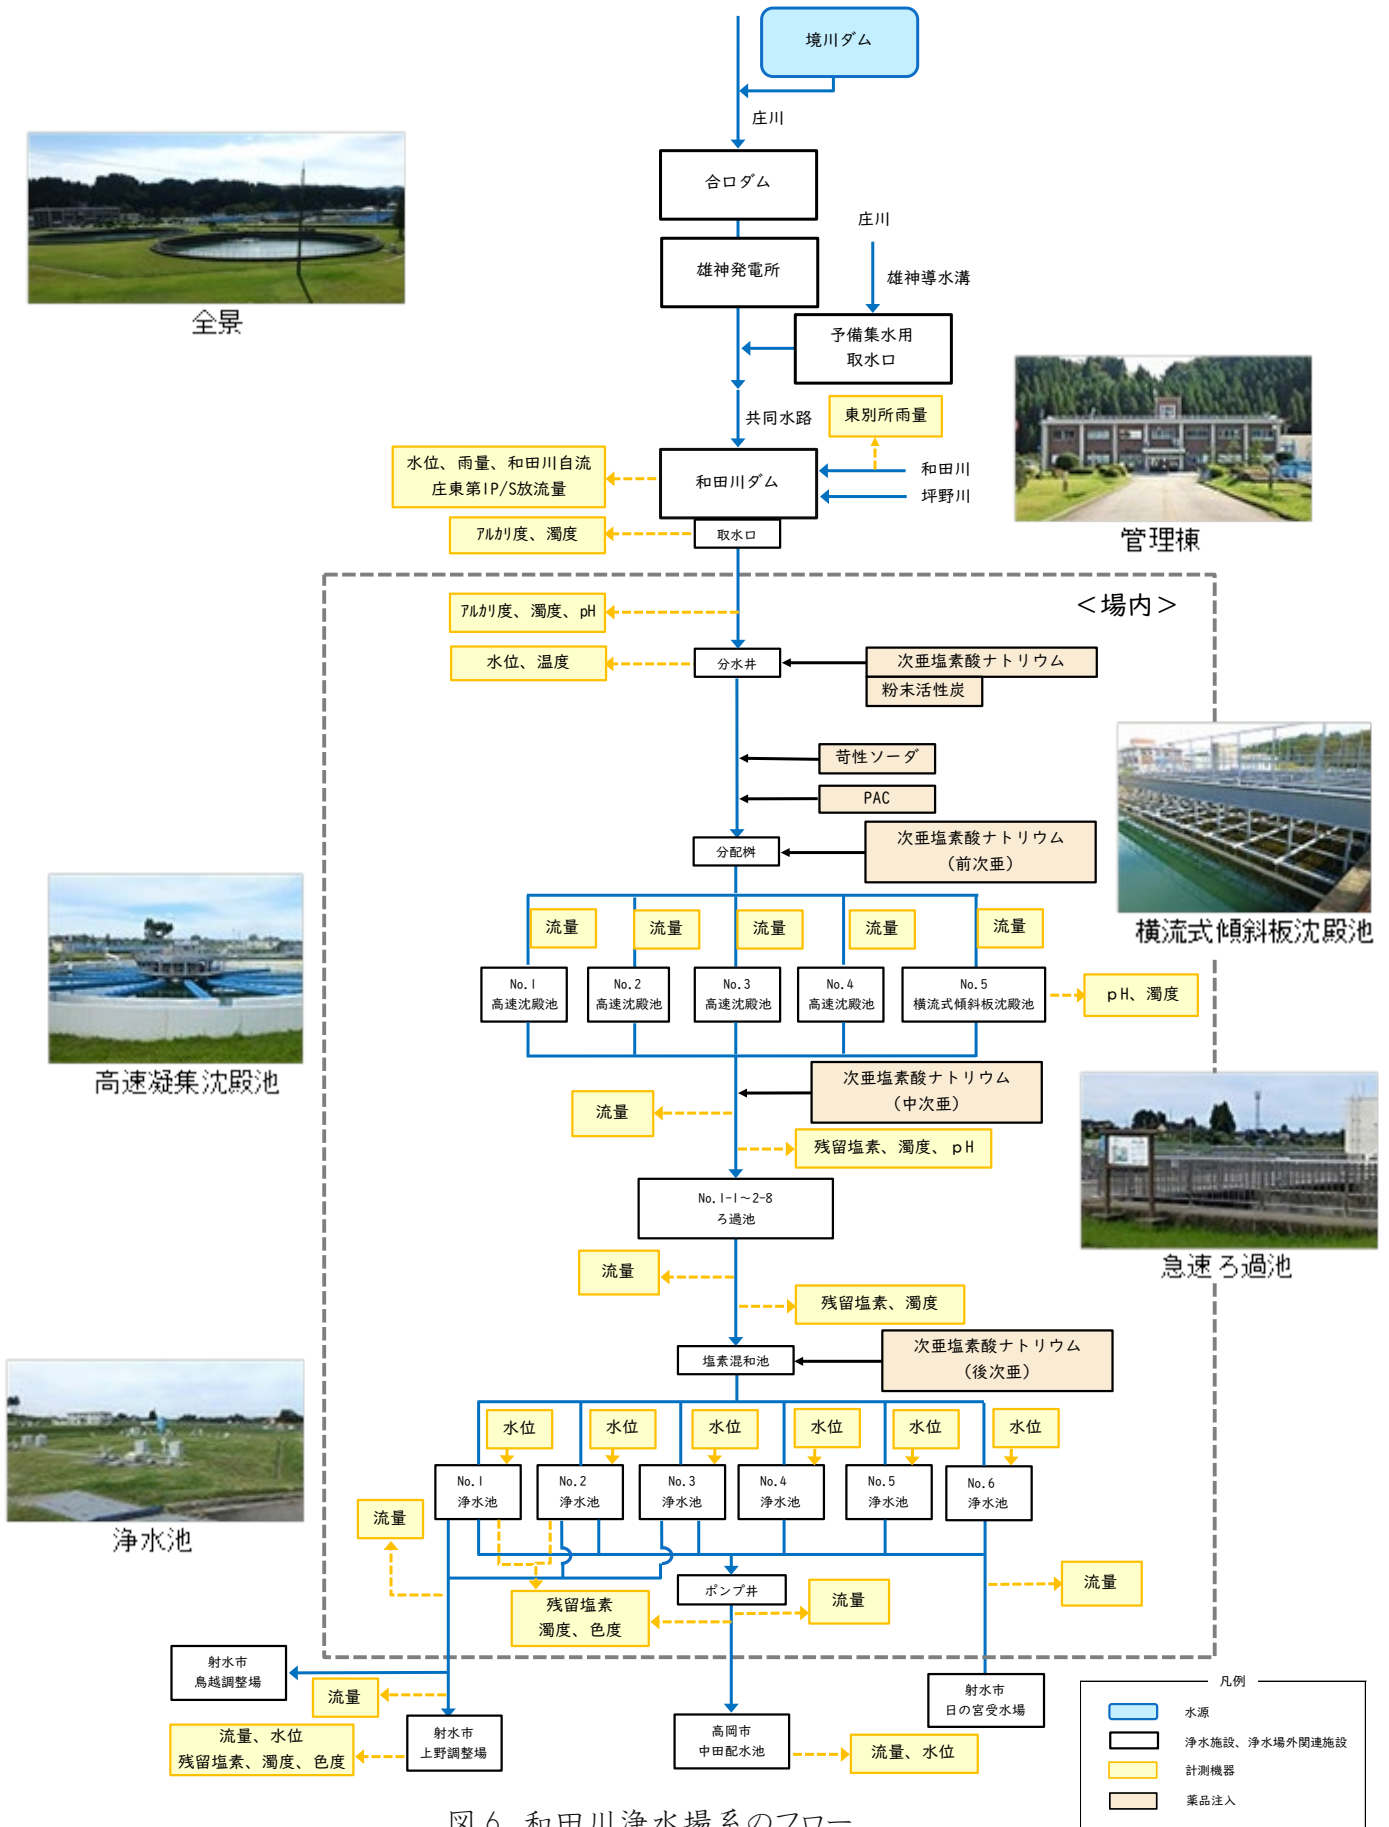 境川ダム
庄川
合口ダム
庄川
雄神発電所
雄神導水溝
全景
予備集水用
取水口
共同水路
東別所雨量
水位、雨量、和田川自流
庄東第1P/S放流量
和田川ダム
和田川
坪野川
取水口
アルカリ度、濁度
管理棟
＜場内＞
アルカリ度、濁度、pH
水位、温度
分水井
次亜塩素酸ナトリウム
粉末活性炭
苛性ソーダ
PAC
分配桝
次亜塩素酸ナトリウム
(前次亜)
横流式傾斜板沈殿池
流量
流量
流量
流量
流量
No.1
高速沈殿池
No.2
高速沈殿池
No.3
高速沈殿池
No.4
高速沈殿池
No.5
横流式傾斜板沈殿池
pH、濁度
高速凝集沈殿池
次亜塩素酸ナトリウム
(中次亜)
流量
残留塩素、濁度、pH
No.1-1～2-8
ろ過池
急速ろ過池
流量
残留塩素、濁度
塩素混和池
次亜塩素酸ナトリウム
(後次亜)
水位
水位
水位
水位
水位
水位
No.1
浄水池
No.2
浄水池
No.3
浄水池
No.4
浄水池
No.5
浄水池
No.6
浄水池
浄水池
流量
ポンプ井
残留塩素
濁度、色度
流量
流量
射水市
鳥越調整場
流量
射水市
上野調整場
流量、水位
残留塩素、濁度、色度
高岡市
中田配水池
流量、水位
射水市
日の宮受水場
凡例
水源
浄水施設、浄水場外関連施設
計測機器
薬品注入
図6 和田川浄水場系のフロー